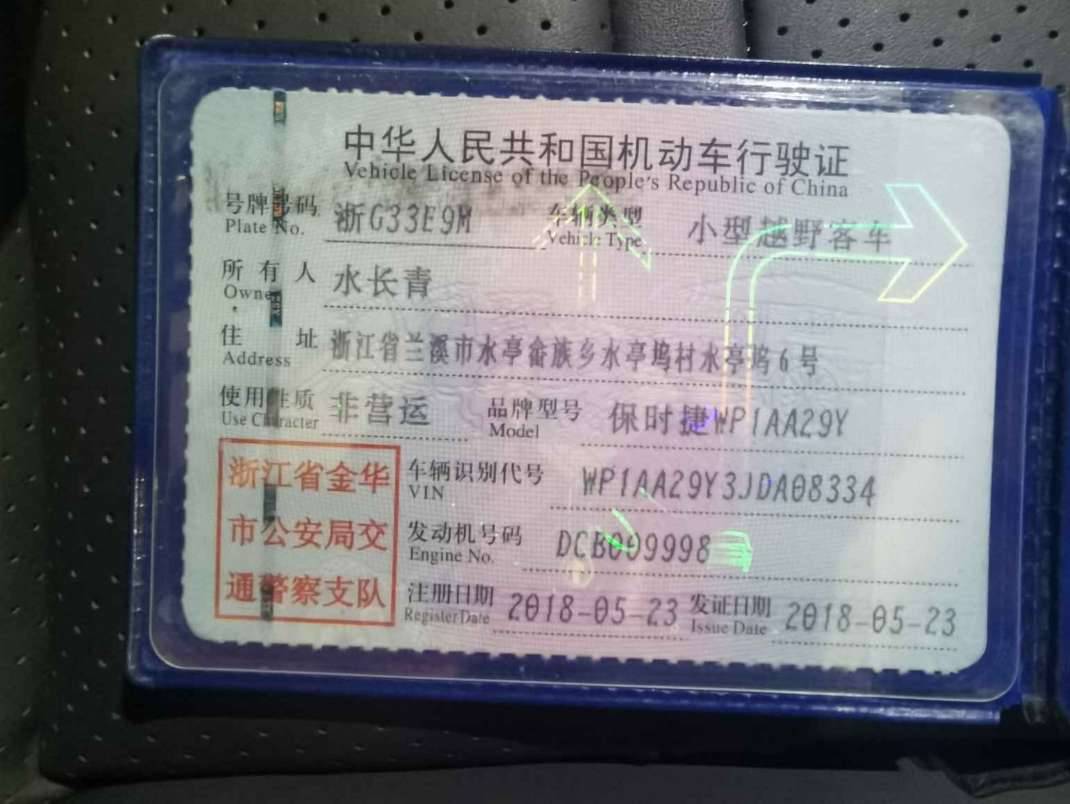 中华人民共和国机动车行驶证
Vehicle License of the People's Republic of China
号牌号码 浙G33E9M 车辆类型 小型越野客车
Plate No. Vehicle Type
所有人 水长青
Owner
住址 浙江省兰溪市水亭畲族乡水亭坞村水亭坞6号
Address
使用性质 非营运 品牌型号 保时捷WP1AA29Y
Use Character Model
浙江省金华
市公安局交
通警察支队
车辆识别代号 WP1AA29Y3JDA08334
VIN
发动机号码 DCB009998
Engine No.
注册日期 2018-05-23 发证日期 2018-05-23
Register Date Issue Date